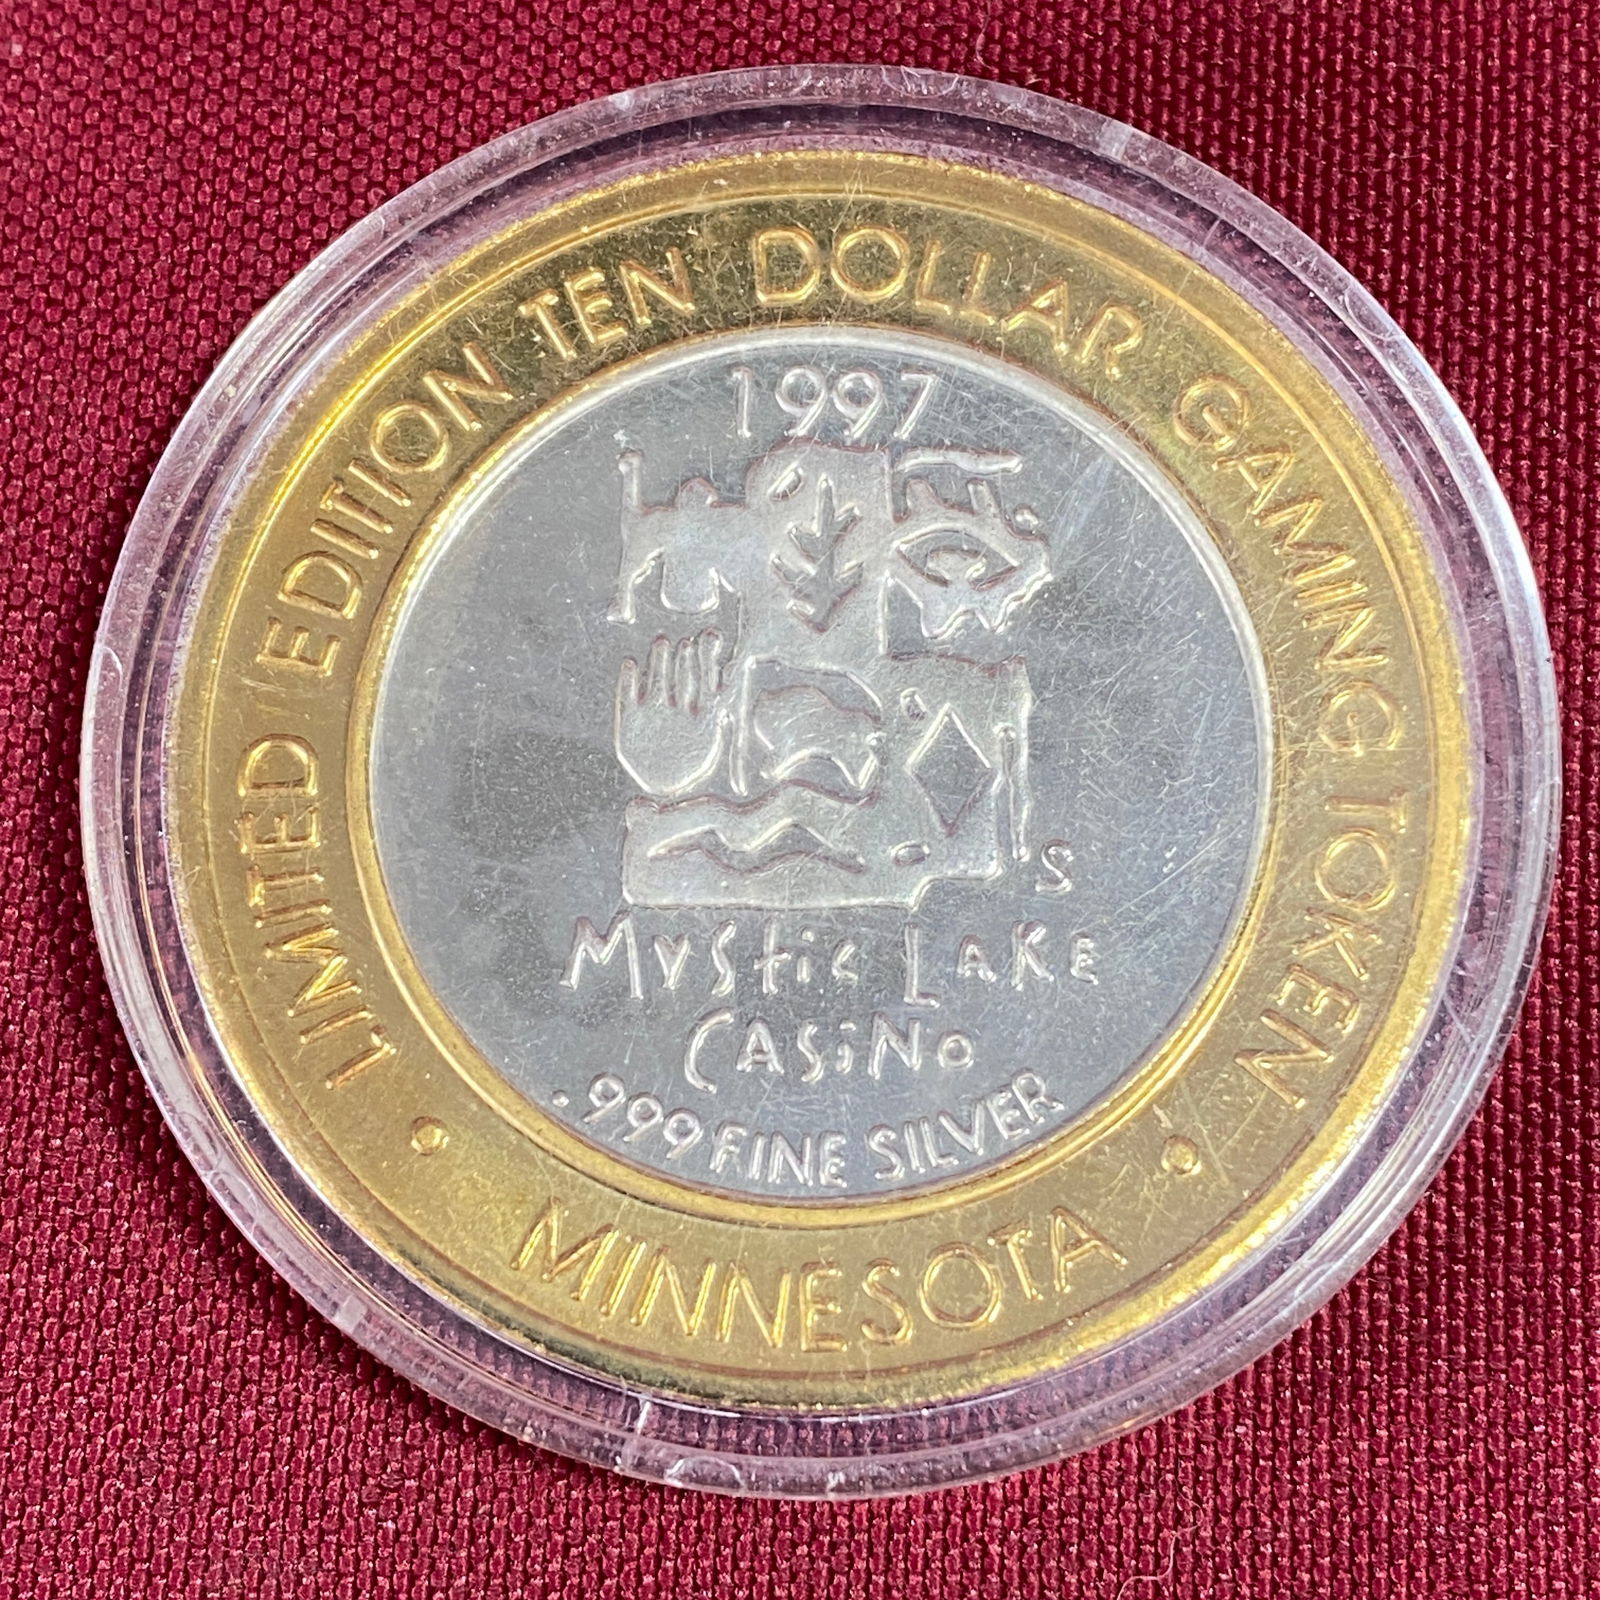 LIMITED EDITION TEN DOLLAR GAMING TOKEN
1997
S
MYSTiC LAKE
CASiNo
.999 FINE SILVER
• MINNESOTA •